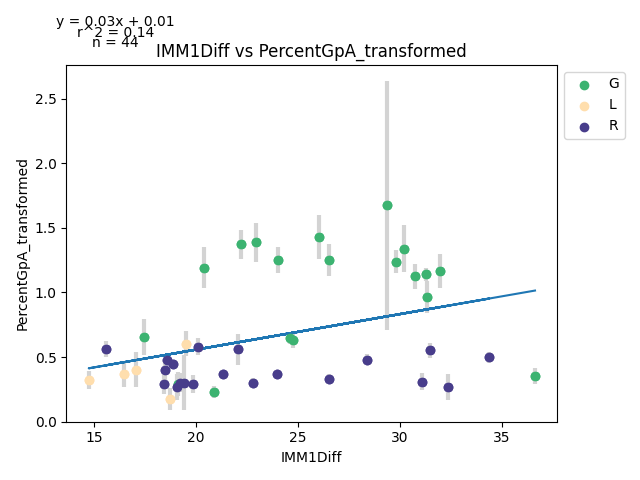 y = 0.03x + 0.01
r^2 = 0.14
n = 44
IMM1Diff vs PercentGpA_transformed
G
L
R
PercentGpA_transformed
2.5
2.0
1.5
1.0
0.5
0.0
15 20 25 30 35
IMM1Diff